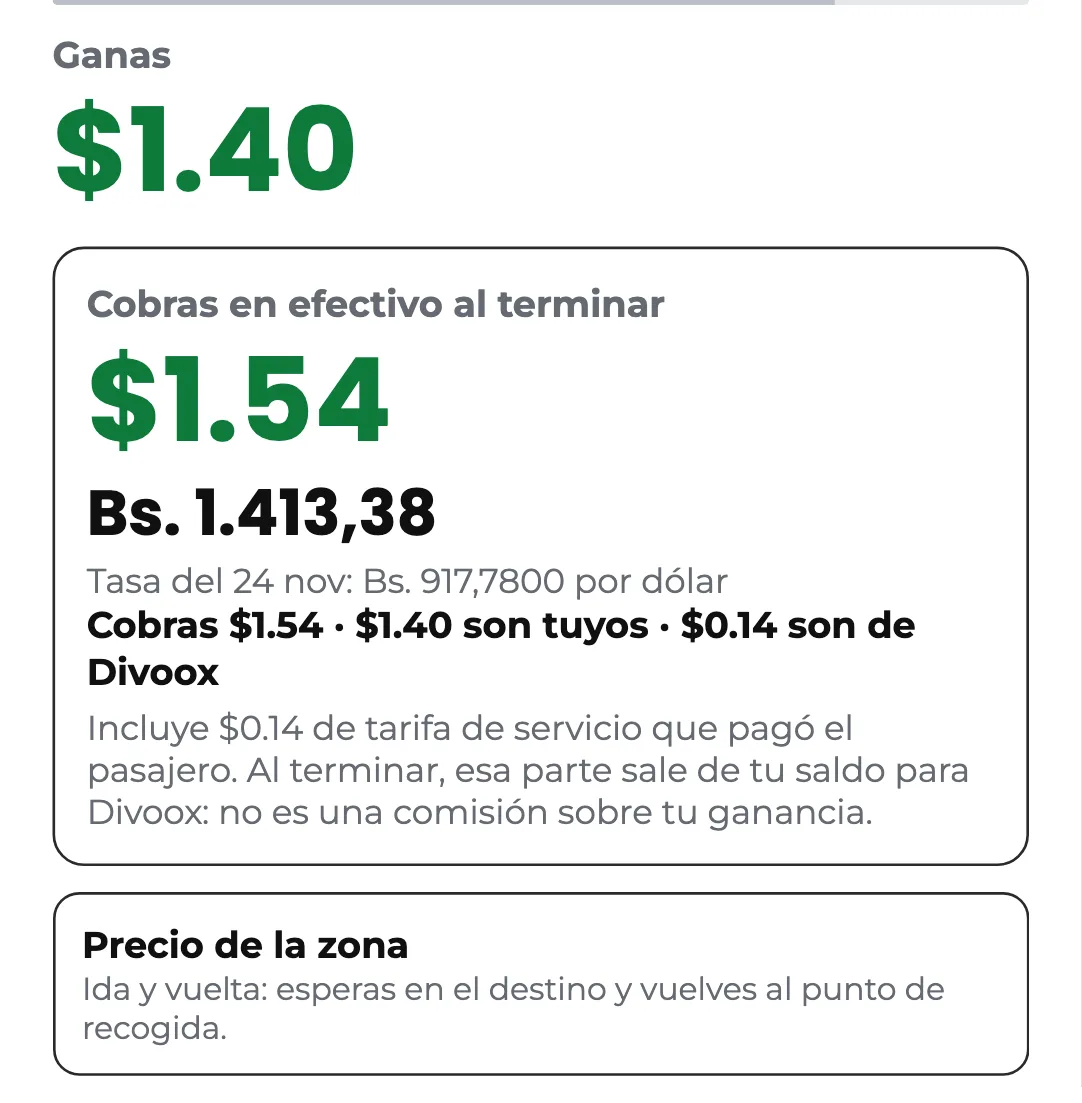 Ganas
$1.40
Cobras en efectivo al terminar
$1.54
Bs. 1.413,38
Tasa del 24 nov: Bs. 917,7800 por dólar
Cobras $1.54 · $1.40 son tuyos · $0.14 son de
Divoox
Incluye $0.14 de tarifa de servicio que pagó el
pasajero. Al terminar, esa parte sale de tu saldo para
Divoox: no es una comisión sobre tu ganancia.
Precio de la zona
Ida y vuelta: esperas en el destino y vuelves al punto de
recogida.